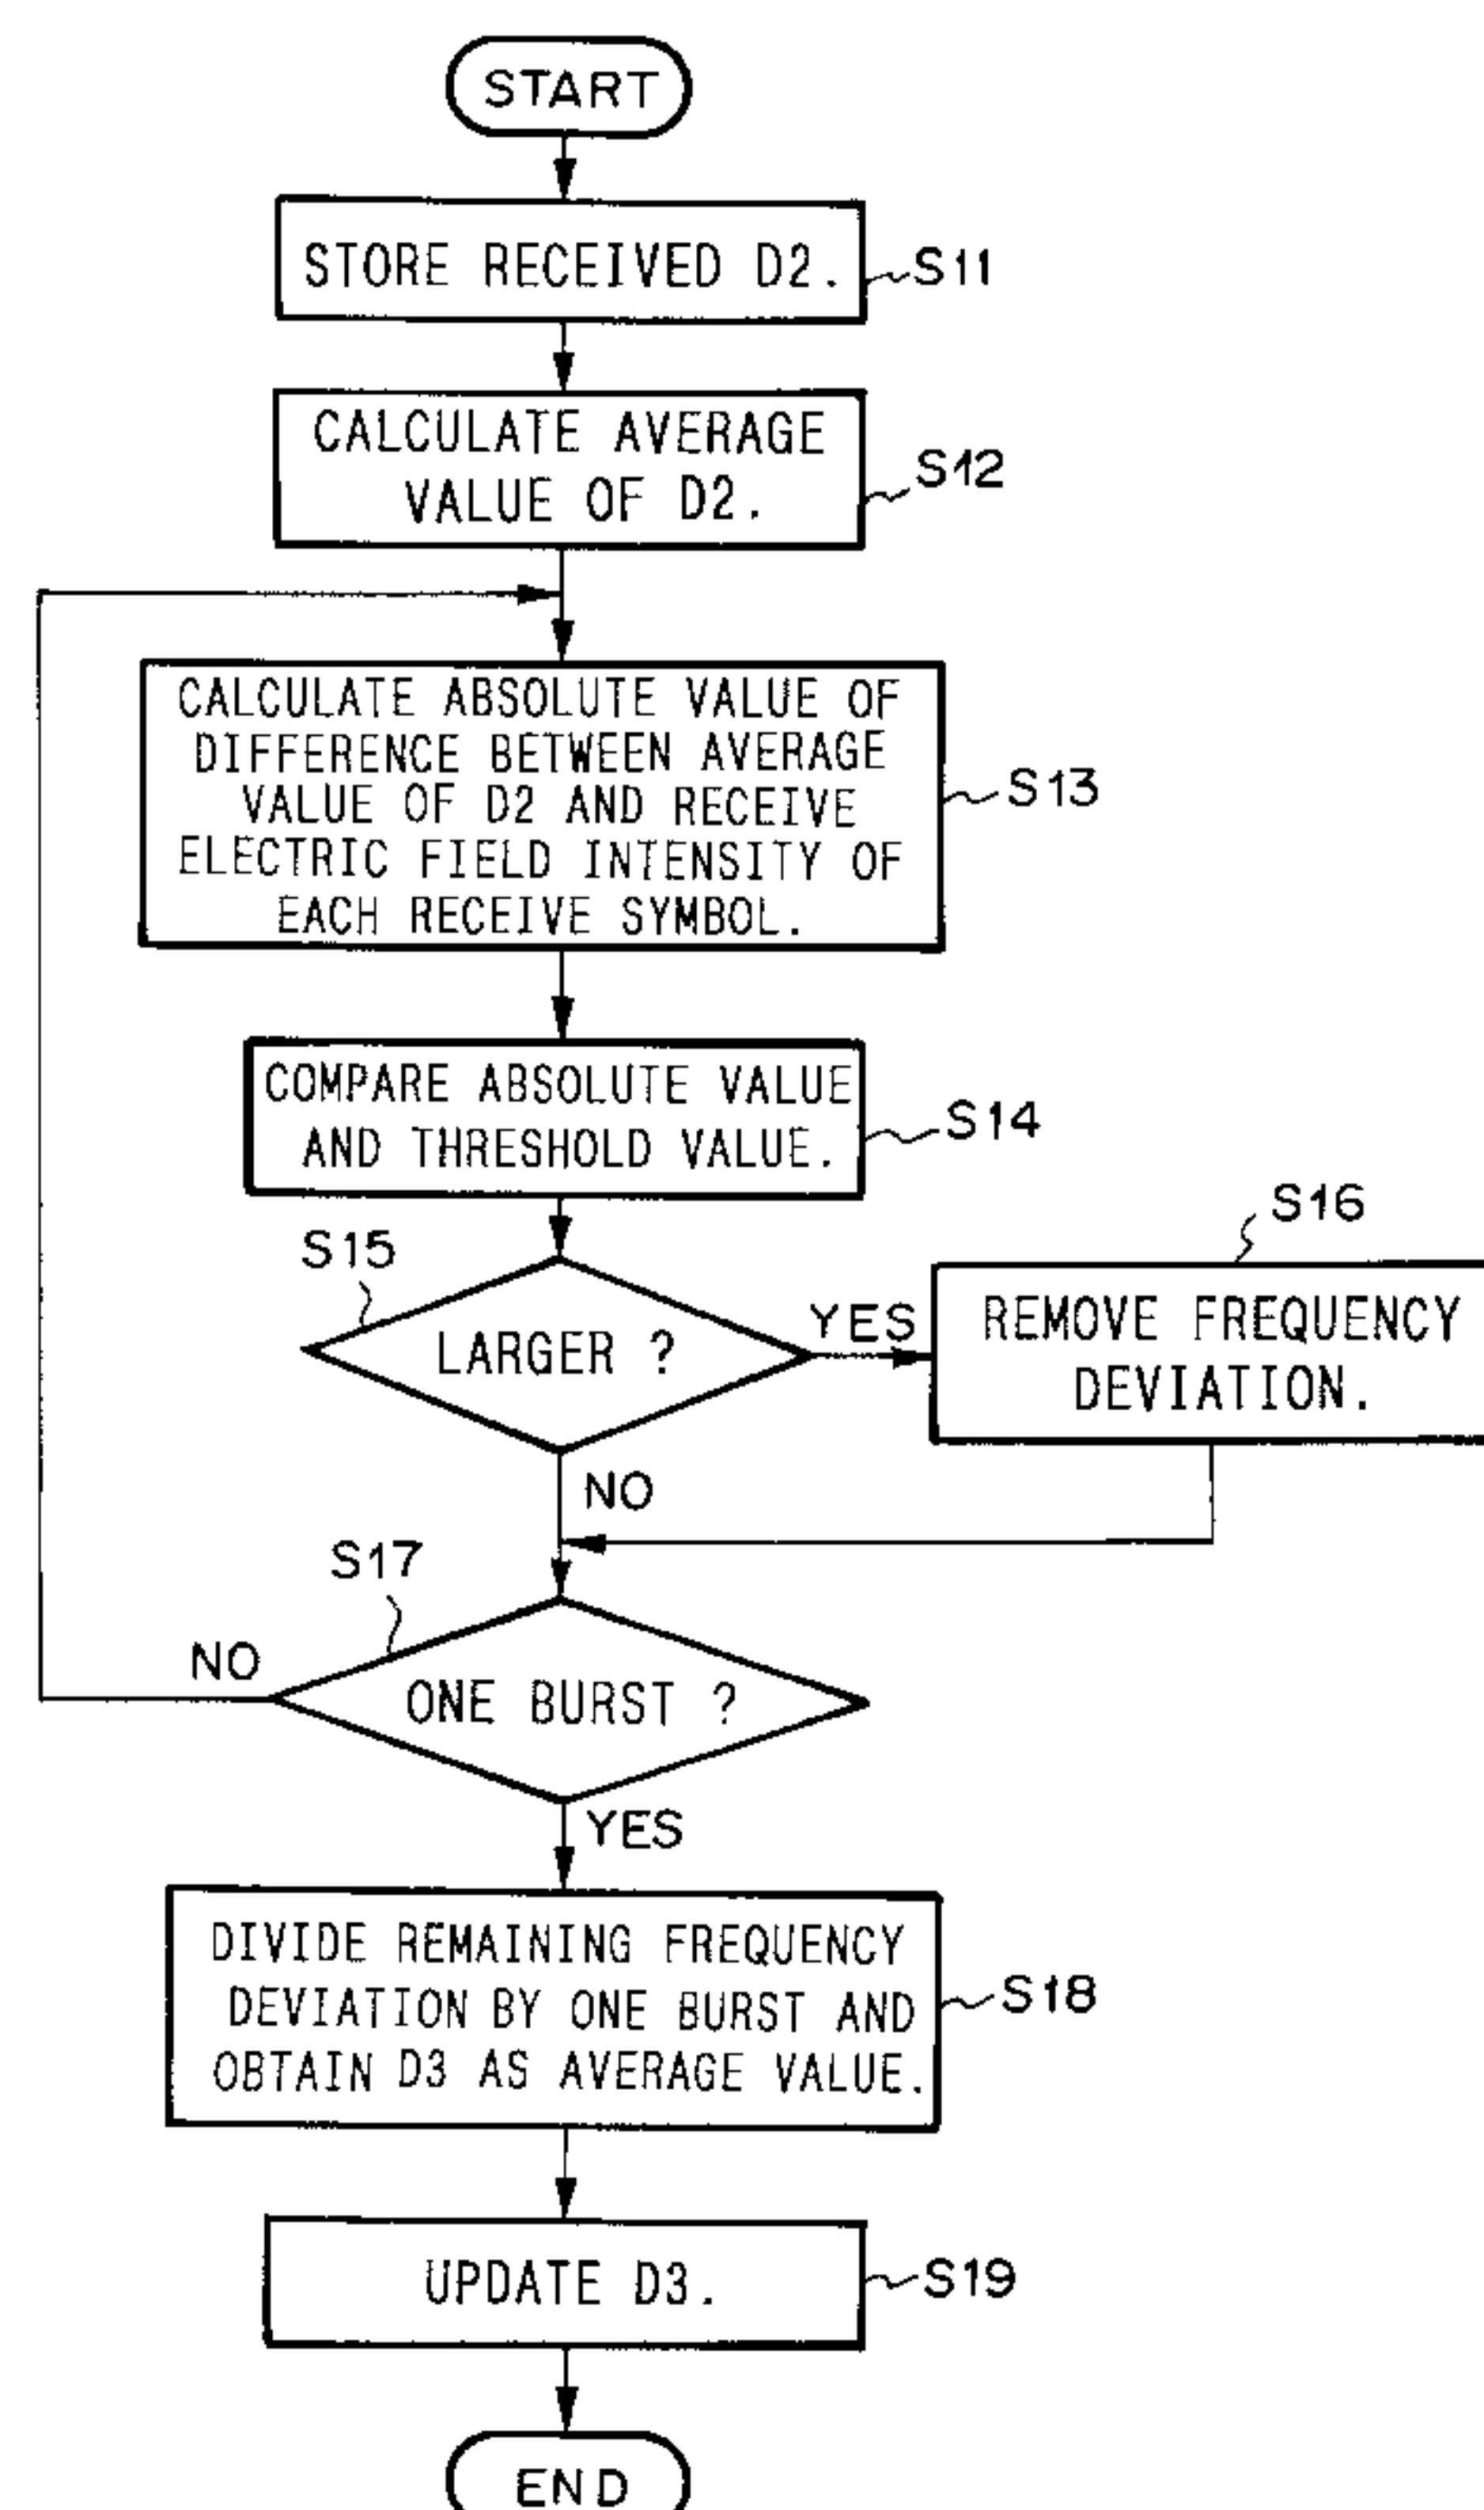 START
STORE RECEIVED D2.
S11
CALCULATE AVERAGE
VALUE OF D2.
S12
CALCULATE ABSOLUTE VALUE OF
DIFFERENCE BETWEEN AVERAGE
VALUE OF D2 AND RECEIVE
ELECTRIC FIELD INTENSITY OF
EACH RECEIVE SYMBOL.
S13
COMPARE ABSOLUTE VALUE
AND THRESHOLD VALUE.
S14
S15
LARGER ?
YES
S16
REMOVE FREQUENCY
DEVIATION.
NO
S17
NO
ONE BURST ?
YES
DIVIDE REMAINING FREQUENCY
DEVIATION BY ONE BURST AND
OBTAIN D3 AS AVERAGE VALUE.
S18
UPDATE D3.
S19
END